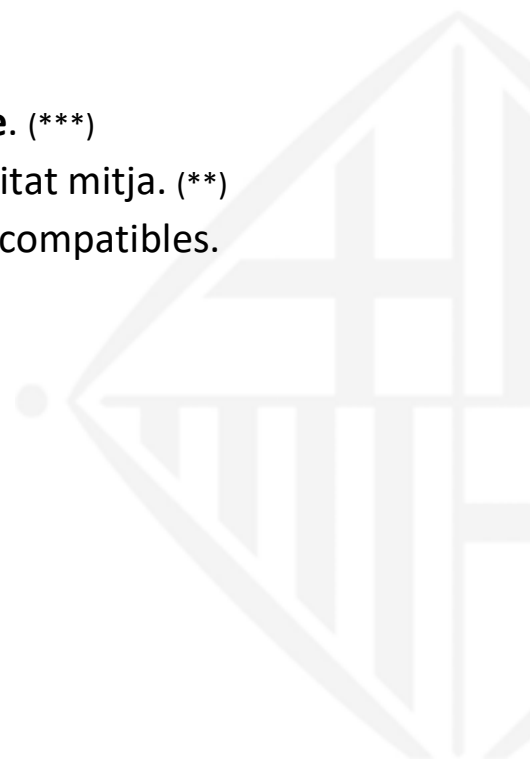 e. (***)
itat mitja. (**)
compatibles.